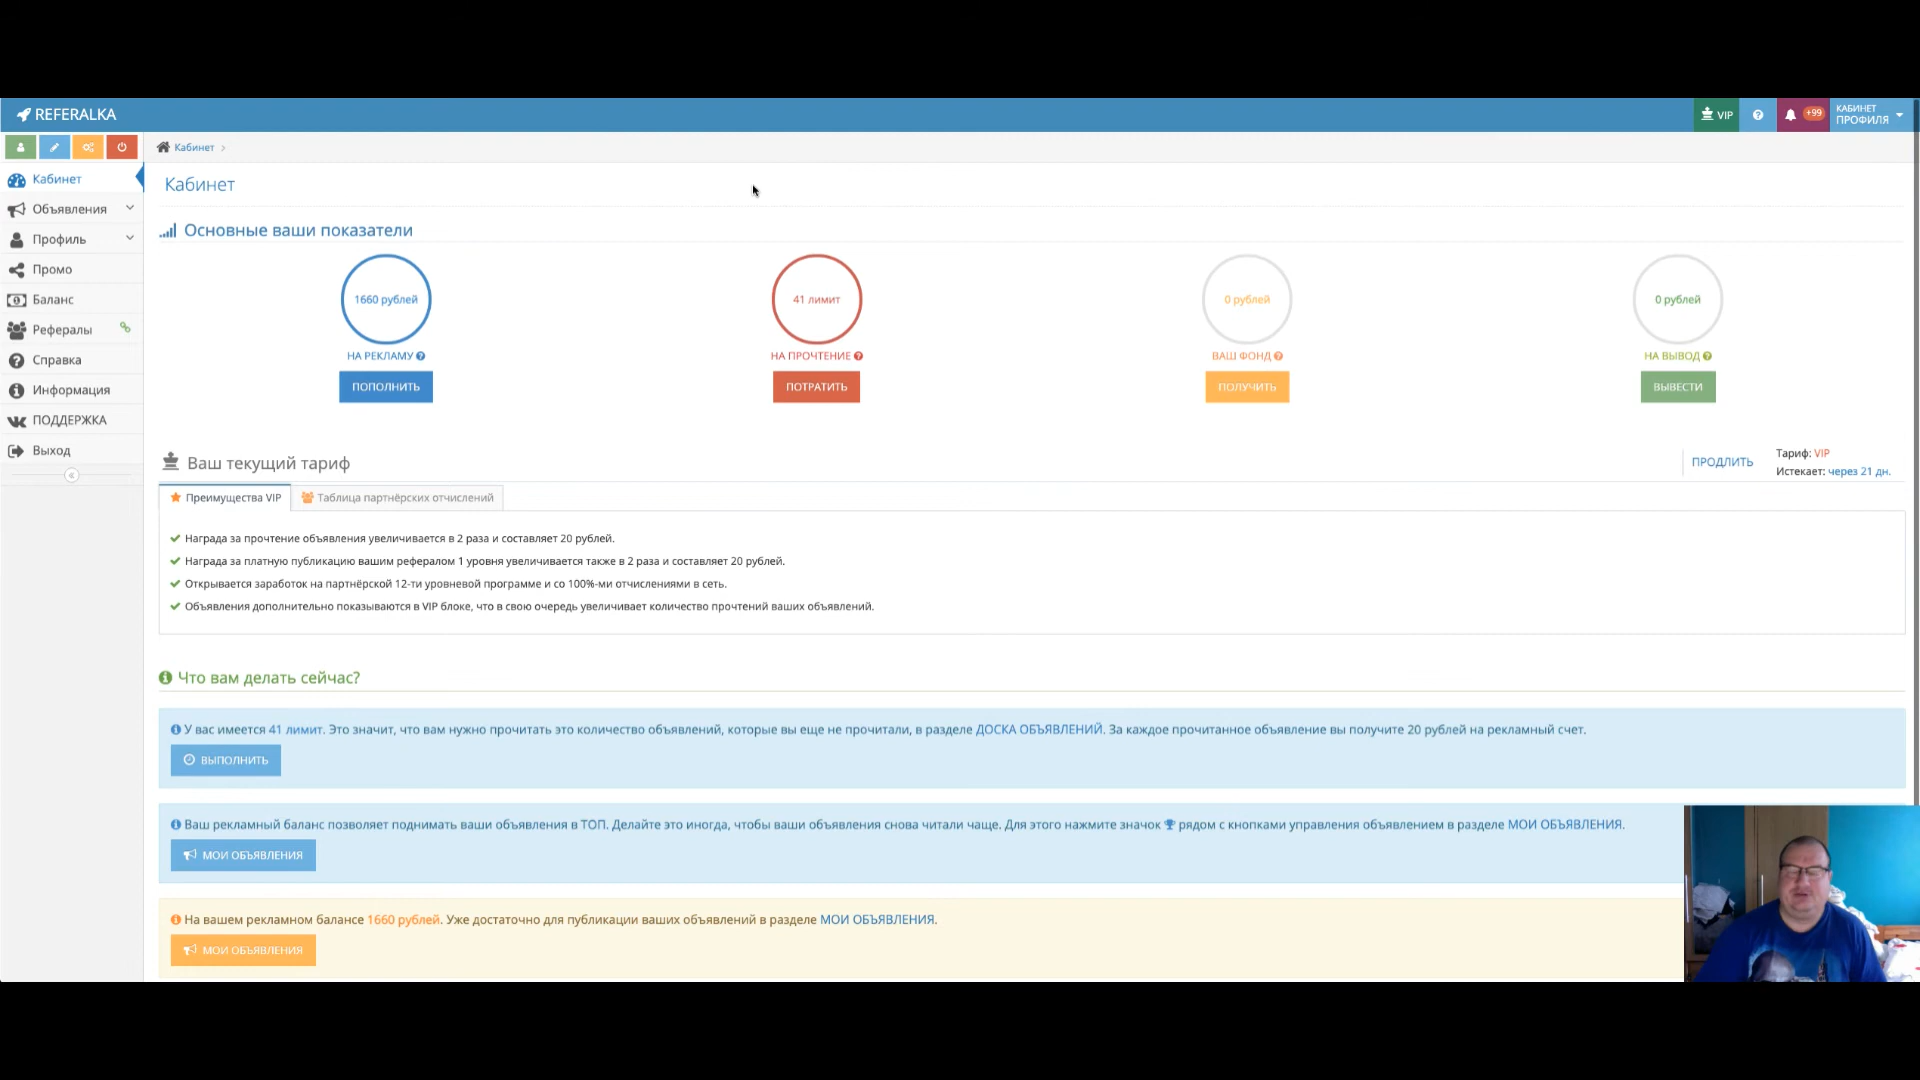 REFERALKA
VIP
+99
КАБИНЕТ
ПРОФИЛЯ
Кабинет
Кабинет
Объявления
Профиль
Промо
Баланс
Рефералы
Справка
Информация
ПОДДЕРЖКА
Выход
Кабинет
Основные ваши показатели
1660 рублей
41 лимит
0 рублей
0 рублей
НА РЕКЛАМУ
НА ПРОЧТЕНИЕ
ВАШ ФОНД
НА ВЫВОД
ПОПОЛНИТЬ
ПОТРАТИТЬ
ПОЛУЧИТЬ
ВЫВЕСТИ
Ваш текущий тариф
ПРОДЛИТЬ
Тариф: VIP
Истекает: через 21 дн.
Преимущества VIP
Таблица партнёрских отчислений
Награда за прочтение объявления увеличивается в 2 раза и составляет 20 рублей.
Награда за платную публикацию вашим рефералом 1 уровня увеличивается также в 2 раза и составляет 20 рублей.
Открывается заработок на партнёрской 12-ти уровневой программе и со 100%-ми отчислениями в сеть.
Объявления дополнительно показываются в VIP блоке, что в свою очередь увеличивает количество прочтений ваших объявлений.
Что вам делать сейчас?
У вас имеется 41 лимит. Это значит, что вам нужно прочитать это количество объявлений, которые вы еще не прочитали, в разделе ДОСКА ОБЪЯВЛЕНИЙ. За каждое прочитанное объявление вы получите 20 рублей на рекламный счет.
ВЫПОЛНИТЬ
Ваш рекламный баланс позволяет поднимать ваши объявления в ТОП. Делайте это иногда, чтобы ваши объявления снова читали чаще. Для этого нажмите значок рядом с кнопками управления объявлением в разделе МОИ ОБЪЯВЛЕНИЯ.
МОИ ОБЪЯВЛЕНИЯ
На вашем рекламном балансе 1660 рублей. Уже достаточно для публикации ваших объявлений в разделе МОИ ОБЪЯВЛЕНИЯ.
МОИ ОБЪЯВЛЕНИЯ